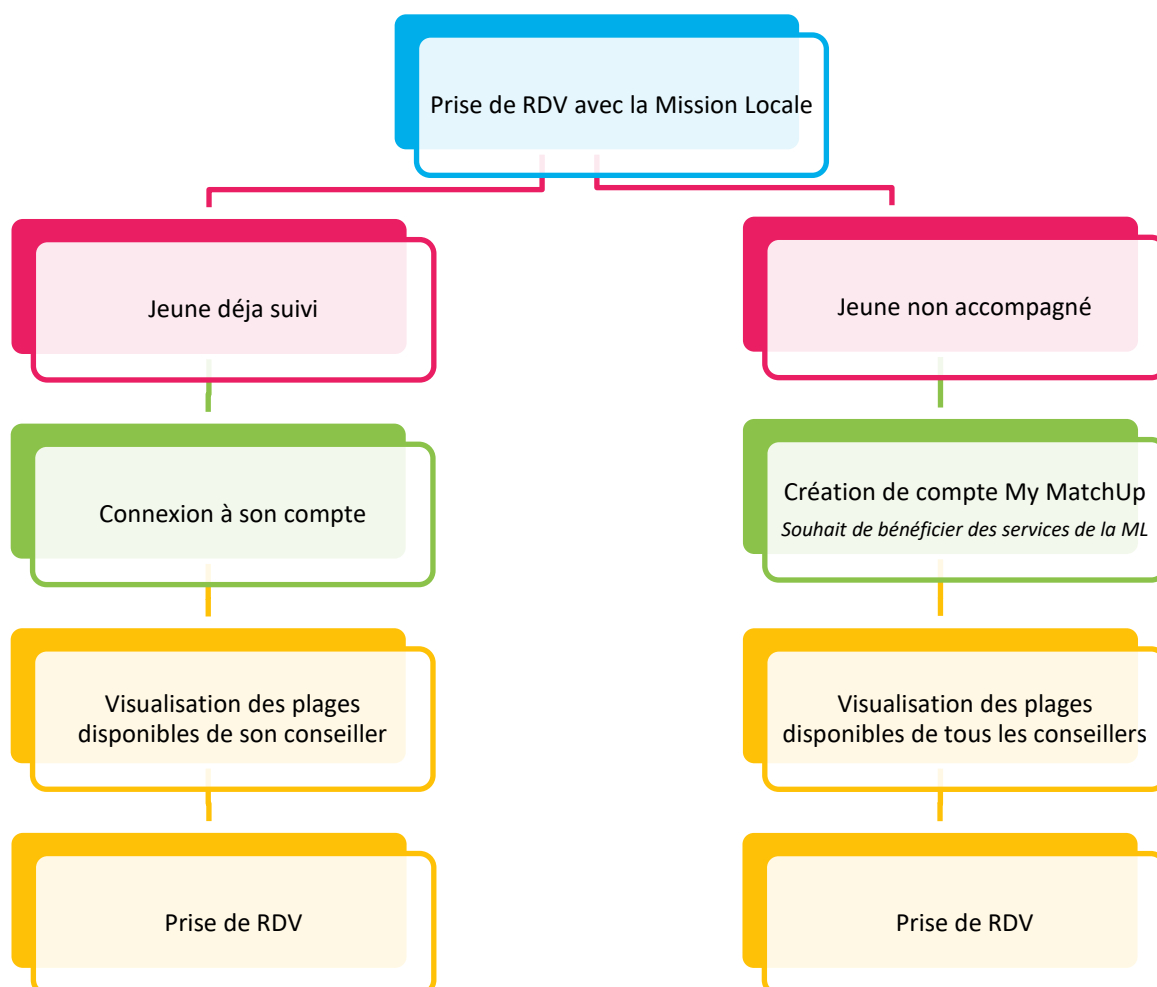 Prise de RDV avec la Mission Locale
Jeune déja suivi
Jeune non accompagné
Connexion à son compte
Création de compte My MatchUp
Souhait de bénéficier des services de la ML
Visualisation des plages
disponibles de son conseiller
Visualisation des plages
disponibles de tous les conseillers
Prise de RDV
Prise de RDV